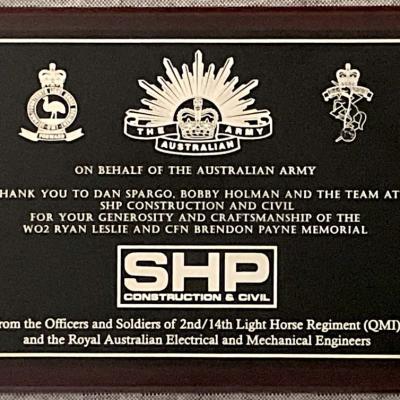 THE AUSTRALIAN ARMY
FORWARD
ON BEHALF OF THE AUSTRALIAN ARMY
THANK YOU TO DAN SPARGO, BOBBY HOLMAN AND THE TEAM AT
SHP CONSTRUCTION AND CIVIL
FOR YOUR GENEROSITY AND CRAFTSMANSHIP OF THE
WO2 RYAN LESLIE AND CFN BRENDON PAYNE MEMORIAL
SHP
CONSTRUCTION & CIVIL
From the Officers and Soldiers of 2nd/14th Light Horse Regiment (QMI)
and the Royal Australian Electrical and Mechanical Engineers